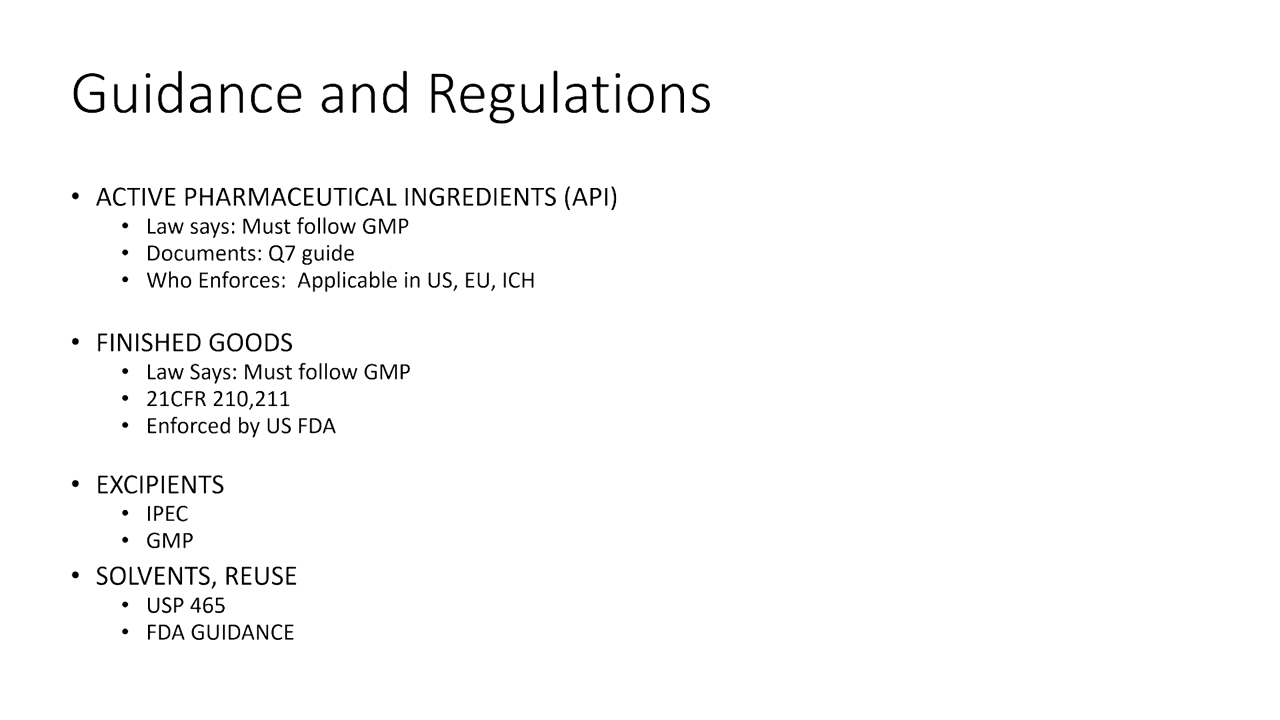 Guidance and Regulations
• ACTIVE PHARMACEUTICAL INGREDIENTS (API)
• Law says: Must follow GMP
• Documents: Q7 guide
• Who Enforces:  Applicable in US, EU, ICH
• FINISHED GOODS
• Law Says: Must follow GMP
• 21CFR 210,211
• Enforced by US FDA
• EXCIPIENTS
• IPEC
• GMP
• SOLVENTS, REUSE
• USP 465
• FDA GUIDANCE